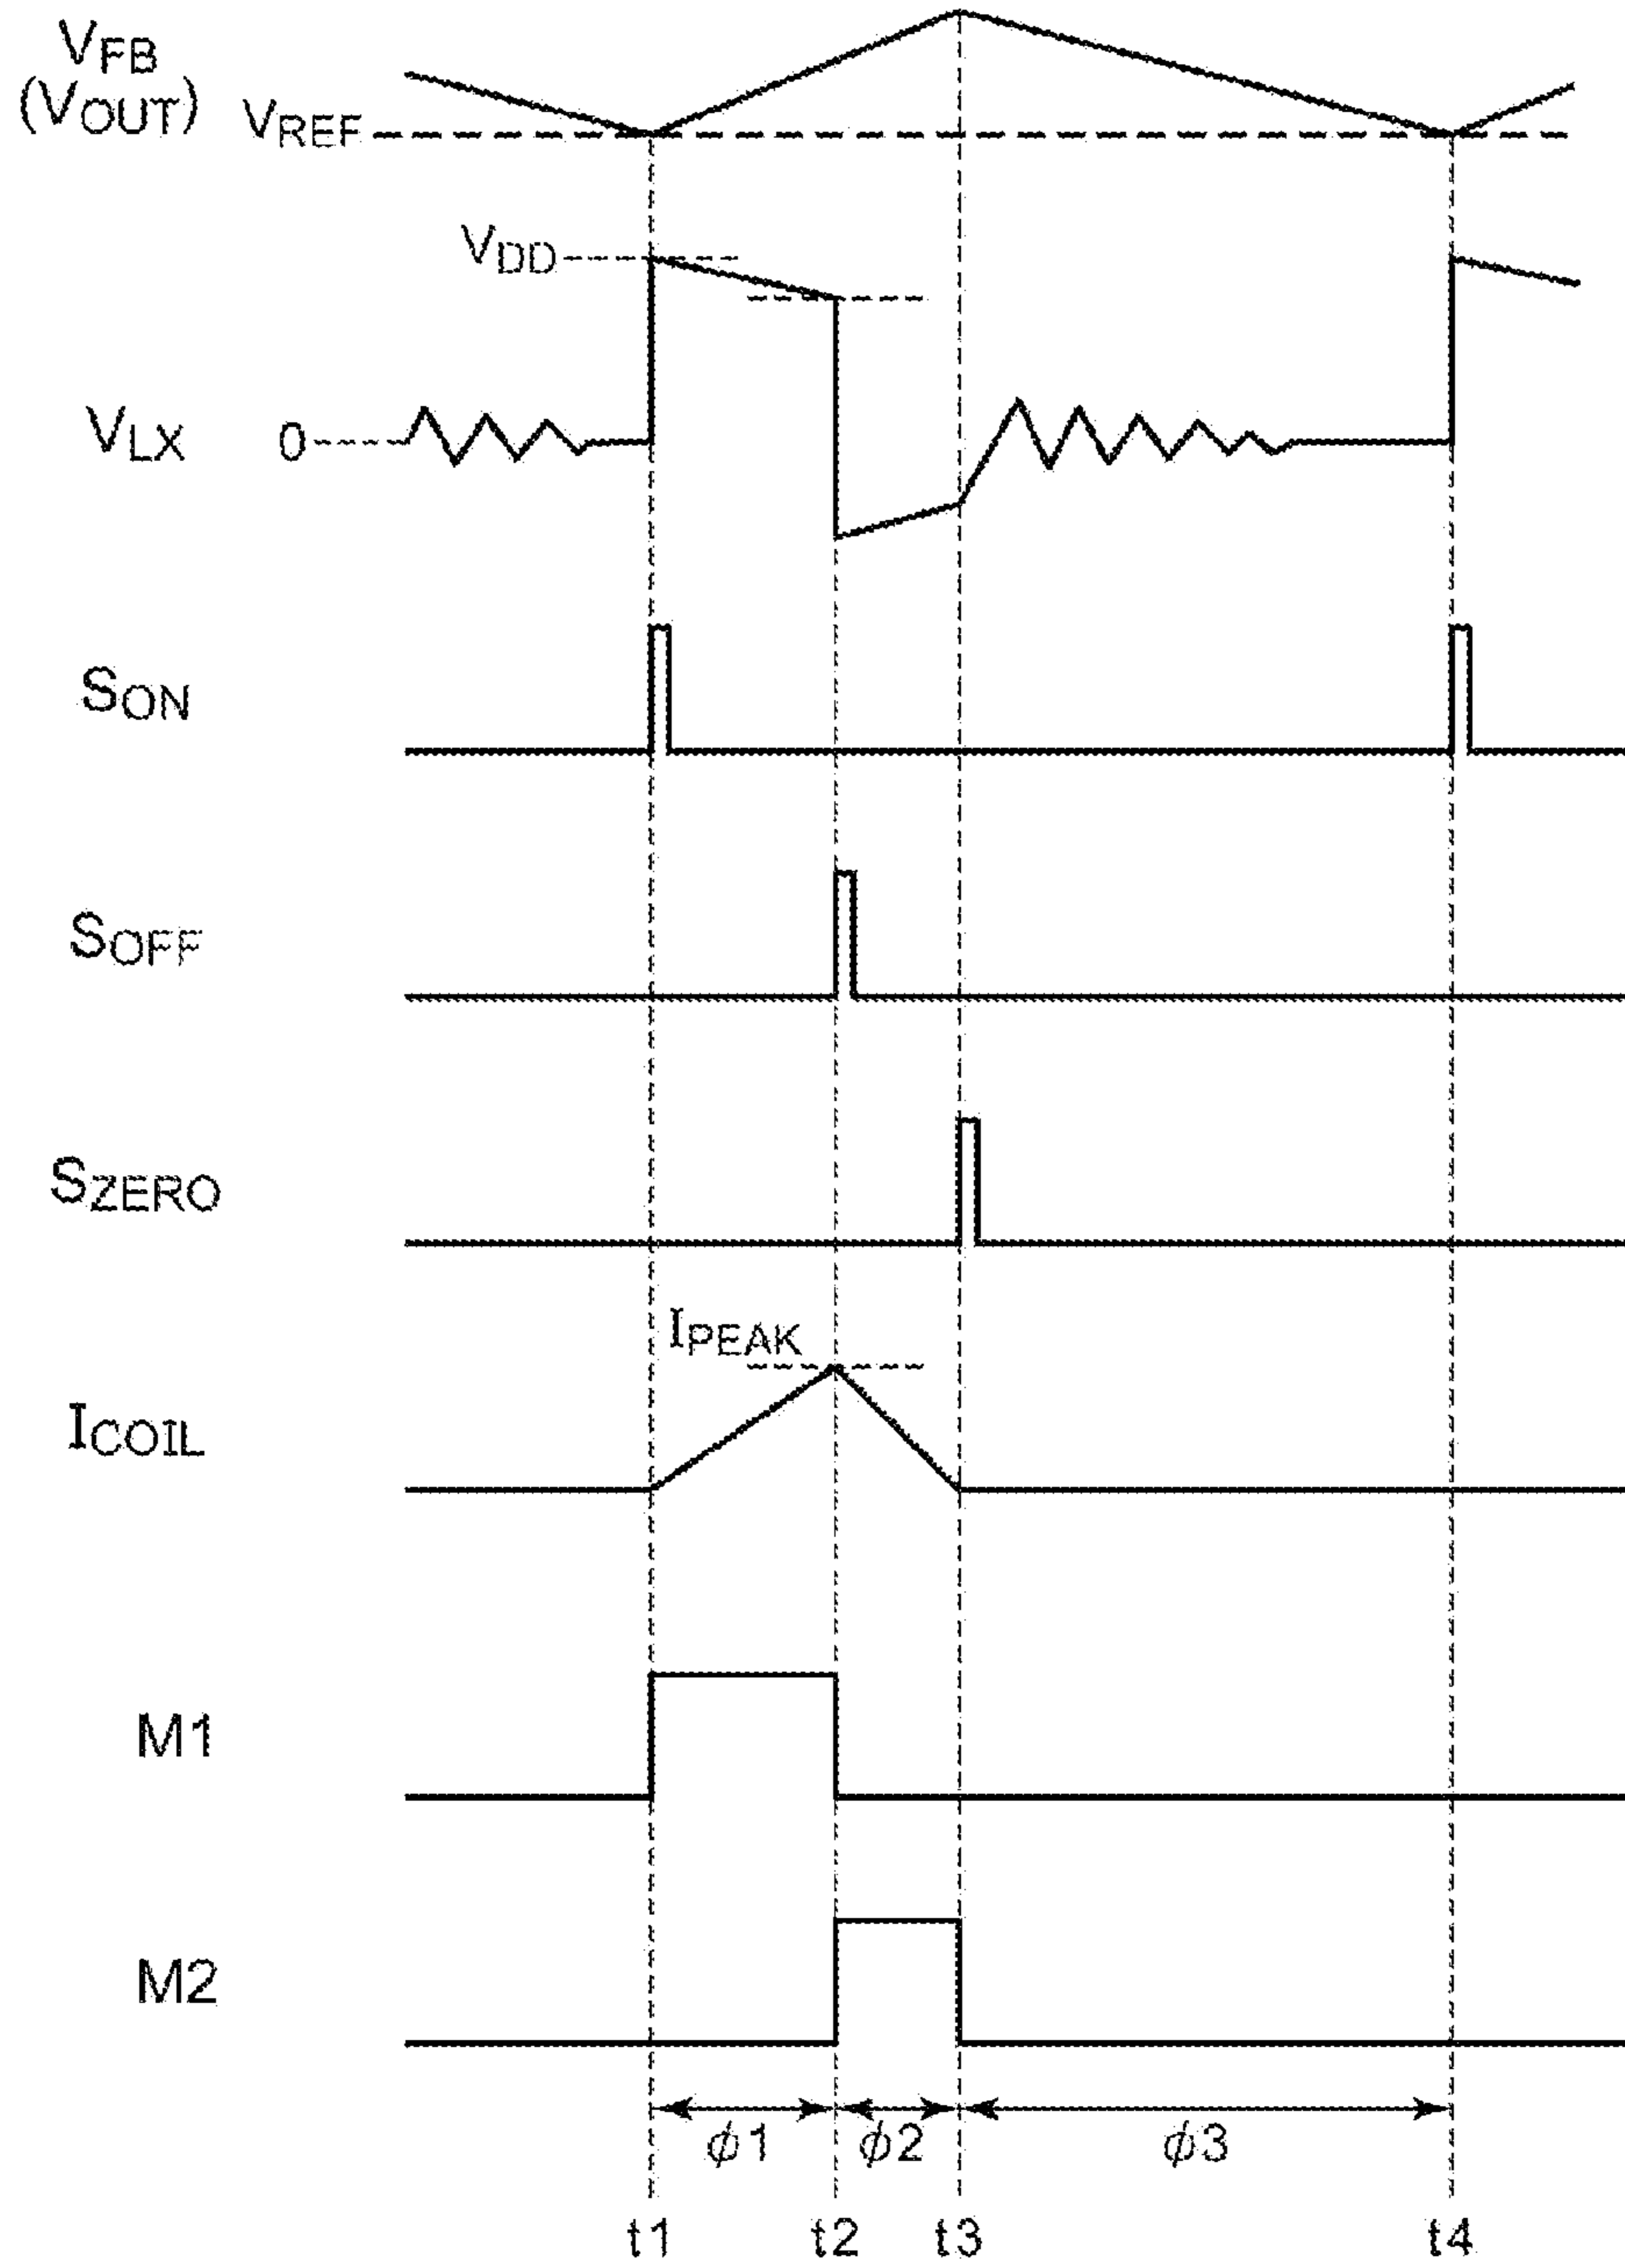 VFB
(VOUT) VREF
VDD
VLX 0
SON
SOFF
SZERO
IPEAK
ICOIL
M1
M2
ϕ1 ϕ2 ϕ3
t1 t2 t3 t4